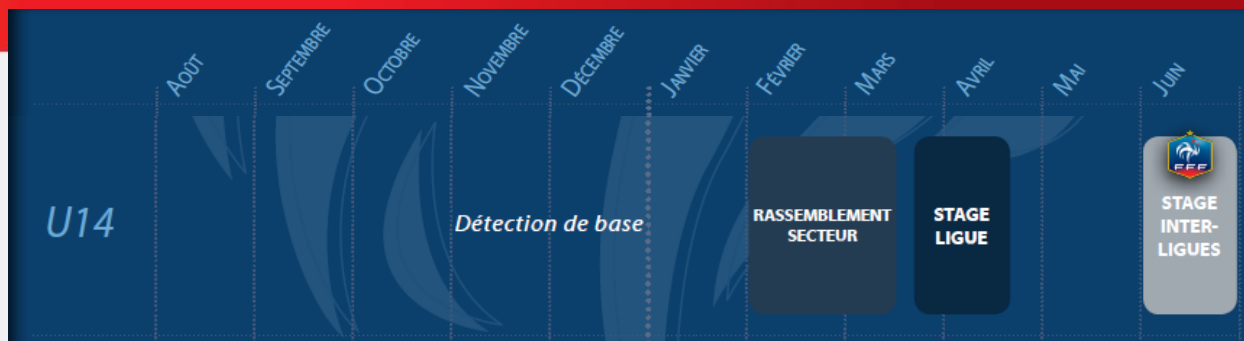 AOÛT
SEPTEMBRE
OCTOBRE
NOVEMBRE
DÉCEMBRE
JANVIER
FÉVRIER
MARS
AVRIL
MAI
JUIN
U14
Détection de base
RASSEMBLEMENT
SECTEUR
STAGE
LIGUE
FFF
STAGE
INTER-
LIGUES